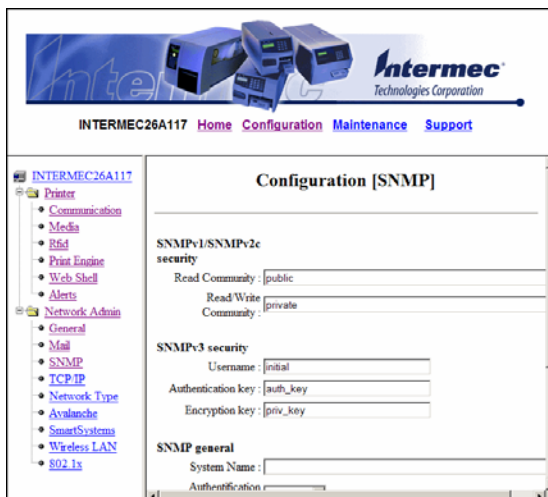 Intermec
Intermec®
Technologies Corporation
INTERMEC26A117 Home Configuration Maintenance Support
INTERMEC26A117
Printer
Communication
Media
Rfid
Print Engine
Web Shell
Alerts
Network Admin
General
Mail
SNMP
TCP/IP
Network Type
Avalanche
SmartSystems
Wireless LAN
802.1x
Configuration [SNMP]
SNMPv1/SNMPv2c
security
Read Community : public
Read/Write
Community : private
SNMPv3 security
Username : initial
Authentication key : auth_key
Encryption key : priv_key
SNMP general
System Name :
Authentification